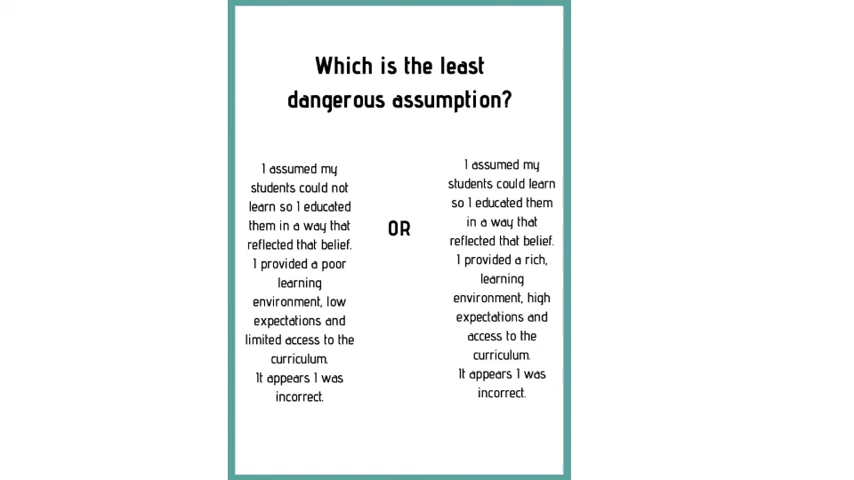 Which is the least
dangerous assumption?
I assumed my
students could not
learn so I educated
them in a way that
reflected that belief.
I provided a poor
learning
environment, low
expectations and
limited access to the
curriculum.
It appears I was
incorrect.
OR
I assumed my
students could learn
so I educated them
in a way that
reflected that belief.
I provided a rich,
learning
environment, high
expectations and
access to the
curriculum.
It appears I was
incorrect.